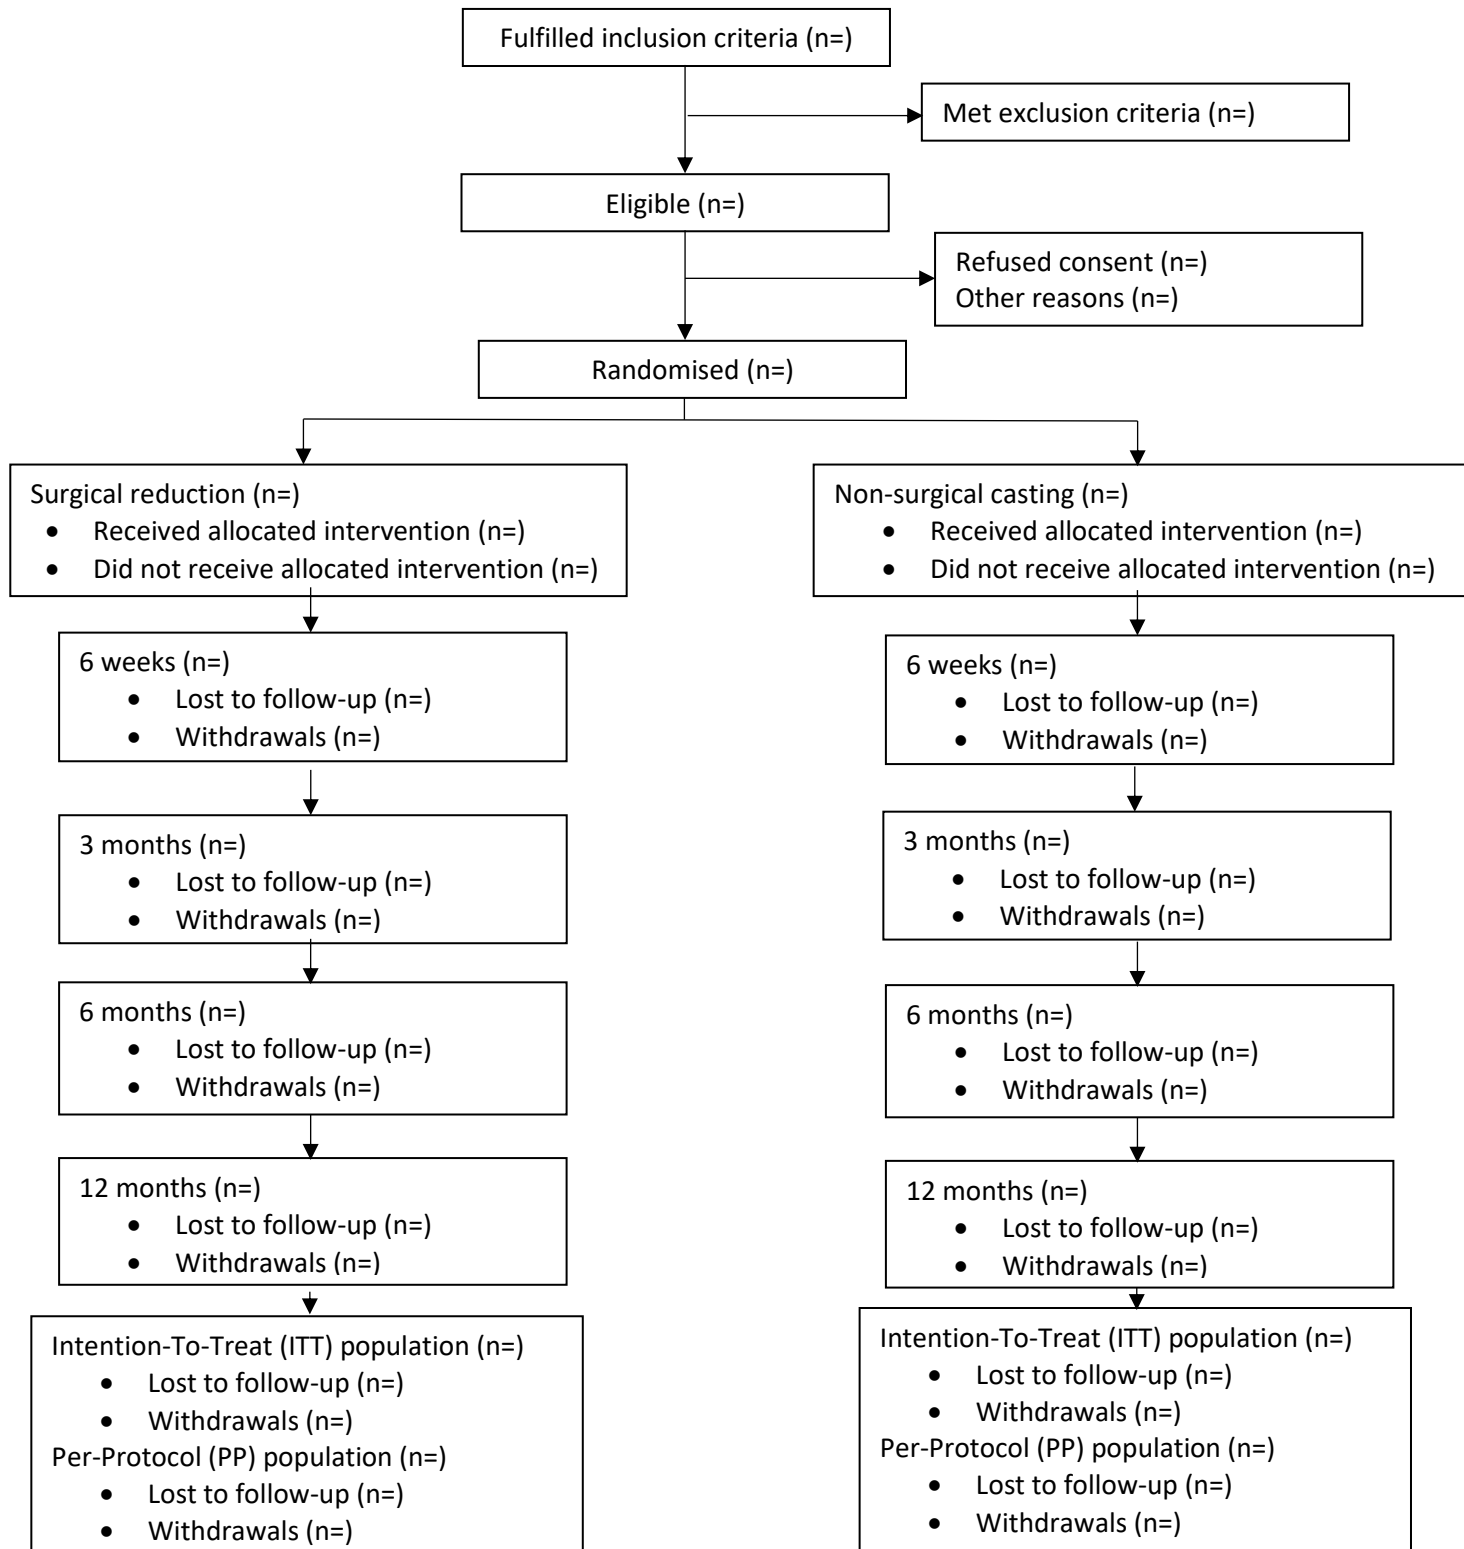 Fulfilled inclusion criteria (n=)
Met exclusion criteria (n=)
Eligible (n=)
Refused consent (n=)
Other reasons (n=)
Randomised (n=)
Surgical reduction (n=)
• Received allocated intervention (n=)
• Did not receive allocated intervention (n=)
Non-surgical casting (n=)
• Received allocated intervention (n=)
• Did not receive allocated intervention (n=)
6 weeks (n=)
• Lost to follow-up (n=)
• Withdrawals (n=)
6 weeks (n=)
• Lost to follow-up (n=)
• Withdrawals (n=)
3 months (n=)
• Lost to follow-up (n=)
• Withdrawals (n=)
3 months (n=)
• Lost to follow-up (n=)
• Withdrawals (n=)
6 months (n=)
• Lost to follow-up (n=)
• Withdrawals (n=)
6 months (n=)
• Lost to follow-up (n=)
• Withdrawals (n=)
12 months (n=)
• Lost to follow-up (n=)
• Withdrawals (n=)
12 months (n=)
• Lost to follow-up (n=)
• Withdrawals (n=)
Intention-To-Treat (ITT) population (n=)
• Lost to follow-up (n=)
• Withdrawals (n=)
Per-Protocol (PP) population (n=)
• Lost to follow-up (n=)
• Withdrawals (n=)
Intention-To-Treat (ITT) population (n=)
• Lost to follow-up (n=)
• Withdrawals (n=)
Per-Protocol (PP) population (n=)
• Lost to follow-up (n=)
• Withdrawals (n=)